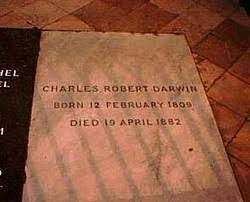 CHARLES ROBERT DARWIN
BORN 12 FEBRUARY 1809
DIED 19 APRIL 1882